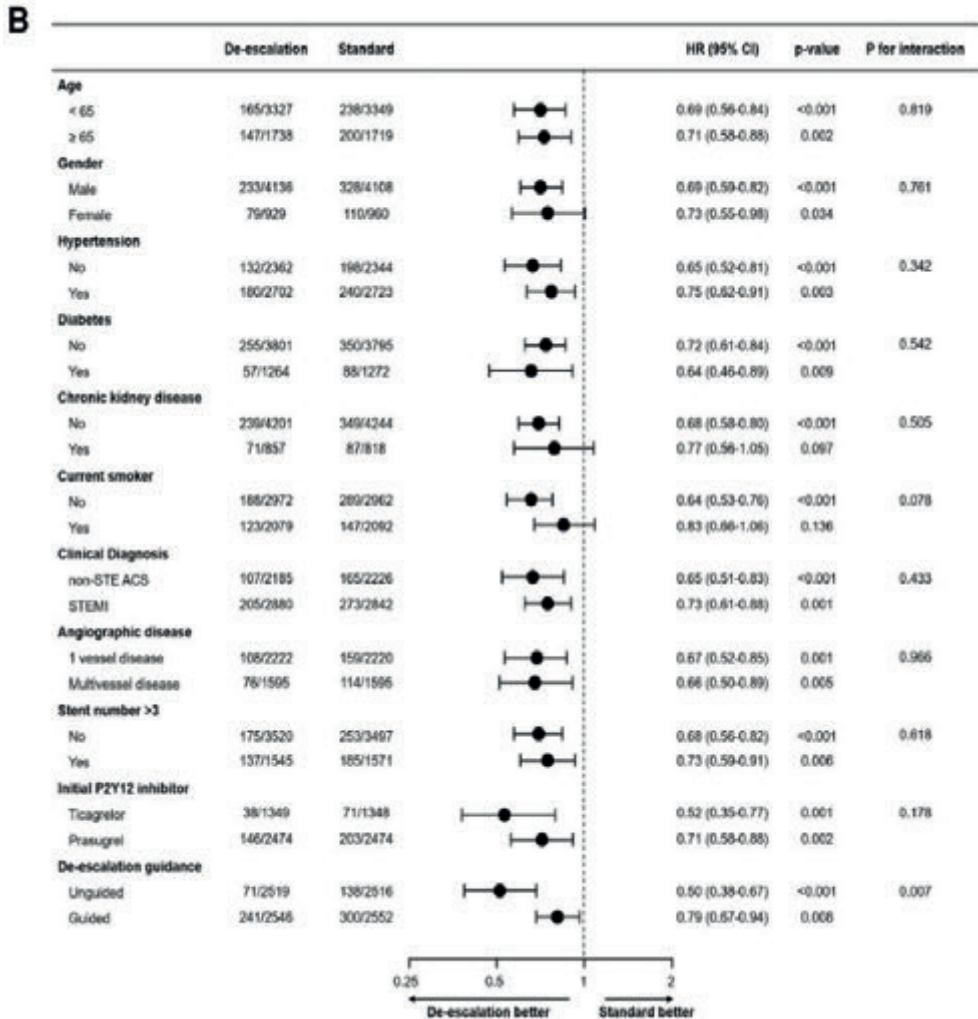 B
De-escalation Standard HR (95% CI) p-value P for interaction
Age
< 65 165/3327 238/3349 0.69 (0.56-0.84) <0.001 0.819
≥ 65 147/1738 200/1719 0.71 (0.58-0.88) 0.002
Gender
Male 233/4136 328/4108 0.69 (0.59-0.82) <0.001 0.761
Female 79/929 110/960 0.73 (0.55-0.98) 0.034
Hypertension
No 132/2362 198/2344 0.65 (0.52-0.81) <0.001 0.342
Yes 180/2702 240/2723 0.75 (0.62-0.91) 0.003
Diabetes
No 255/3801 350/3795 0.72 (0.61-0.84) <0.001 0.542
Yes 57/1264 88/1272 0.64 (0.46-0.89) 0.009
Chronic kidney disease
No 239/4201 349/4244 0.68 (0.58-0.80) <0.001 0.505
Yes 71/857 87/818 0.77 (0.56-1.05) 0.097
Current smoker
No 188/2972 289/2962 0.64 (0.53-0.76) <0.001 0.078
Yes 123/2079 147/2092 0.83 (0.66-1.06) 0.136
Clinical Diagnosis
non-STE ACS 107/2185 165/2226 0.65 (0.51-0.83) <0.001 0.433
STEMI 205/2880 273/2842 0.73 (0.61-0.88) 0.001
Angiographic disease
1 vessel disease 108/2222 159/2220 0.67 (0.52-0.85) 0.001 0.966
Multivessel disease 76/1595 114/1595 0.66 (0.50-0.89) 0.005
Stent number >3
No 175/3520 253/3497 0.68 (0.56-0.82) <0.001 0.618
Yes 137/1545 185/1571 0.73 (0.59-0.91) 0.006
Initial P2Y12 inhibitor
Ticagrelor 38/1349 71/1348 0.52 (0.35-0.77) 0.001 0.178
Prasugrel 146/2474 203/2474 0.71 (0.58-0.88) 0.002
De-escalation guidance
Unguided 71/2519 138/2516 0.50 (0.38-0.67) <0.001 0.007
Guided 241/2546 300/2552 0.79 (0.67-0.94) 0.008
0.25 0.5 1 2
De-escalation better Standard better